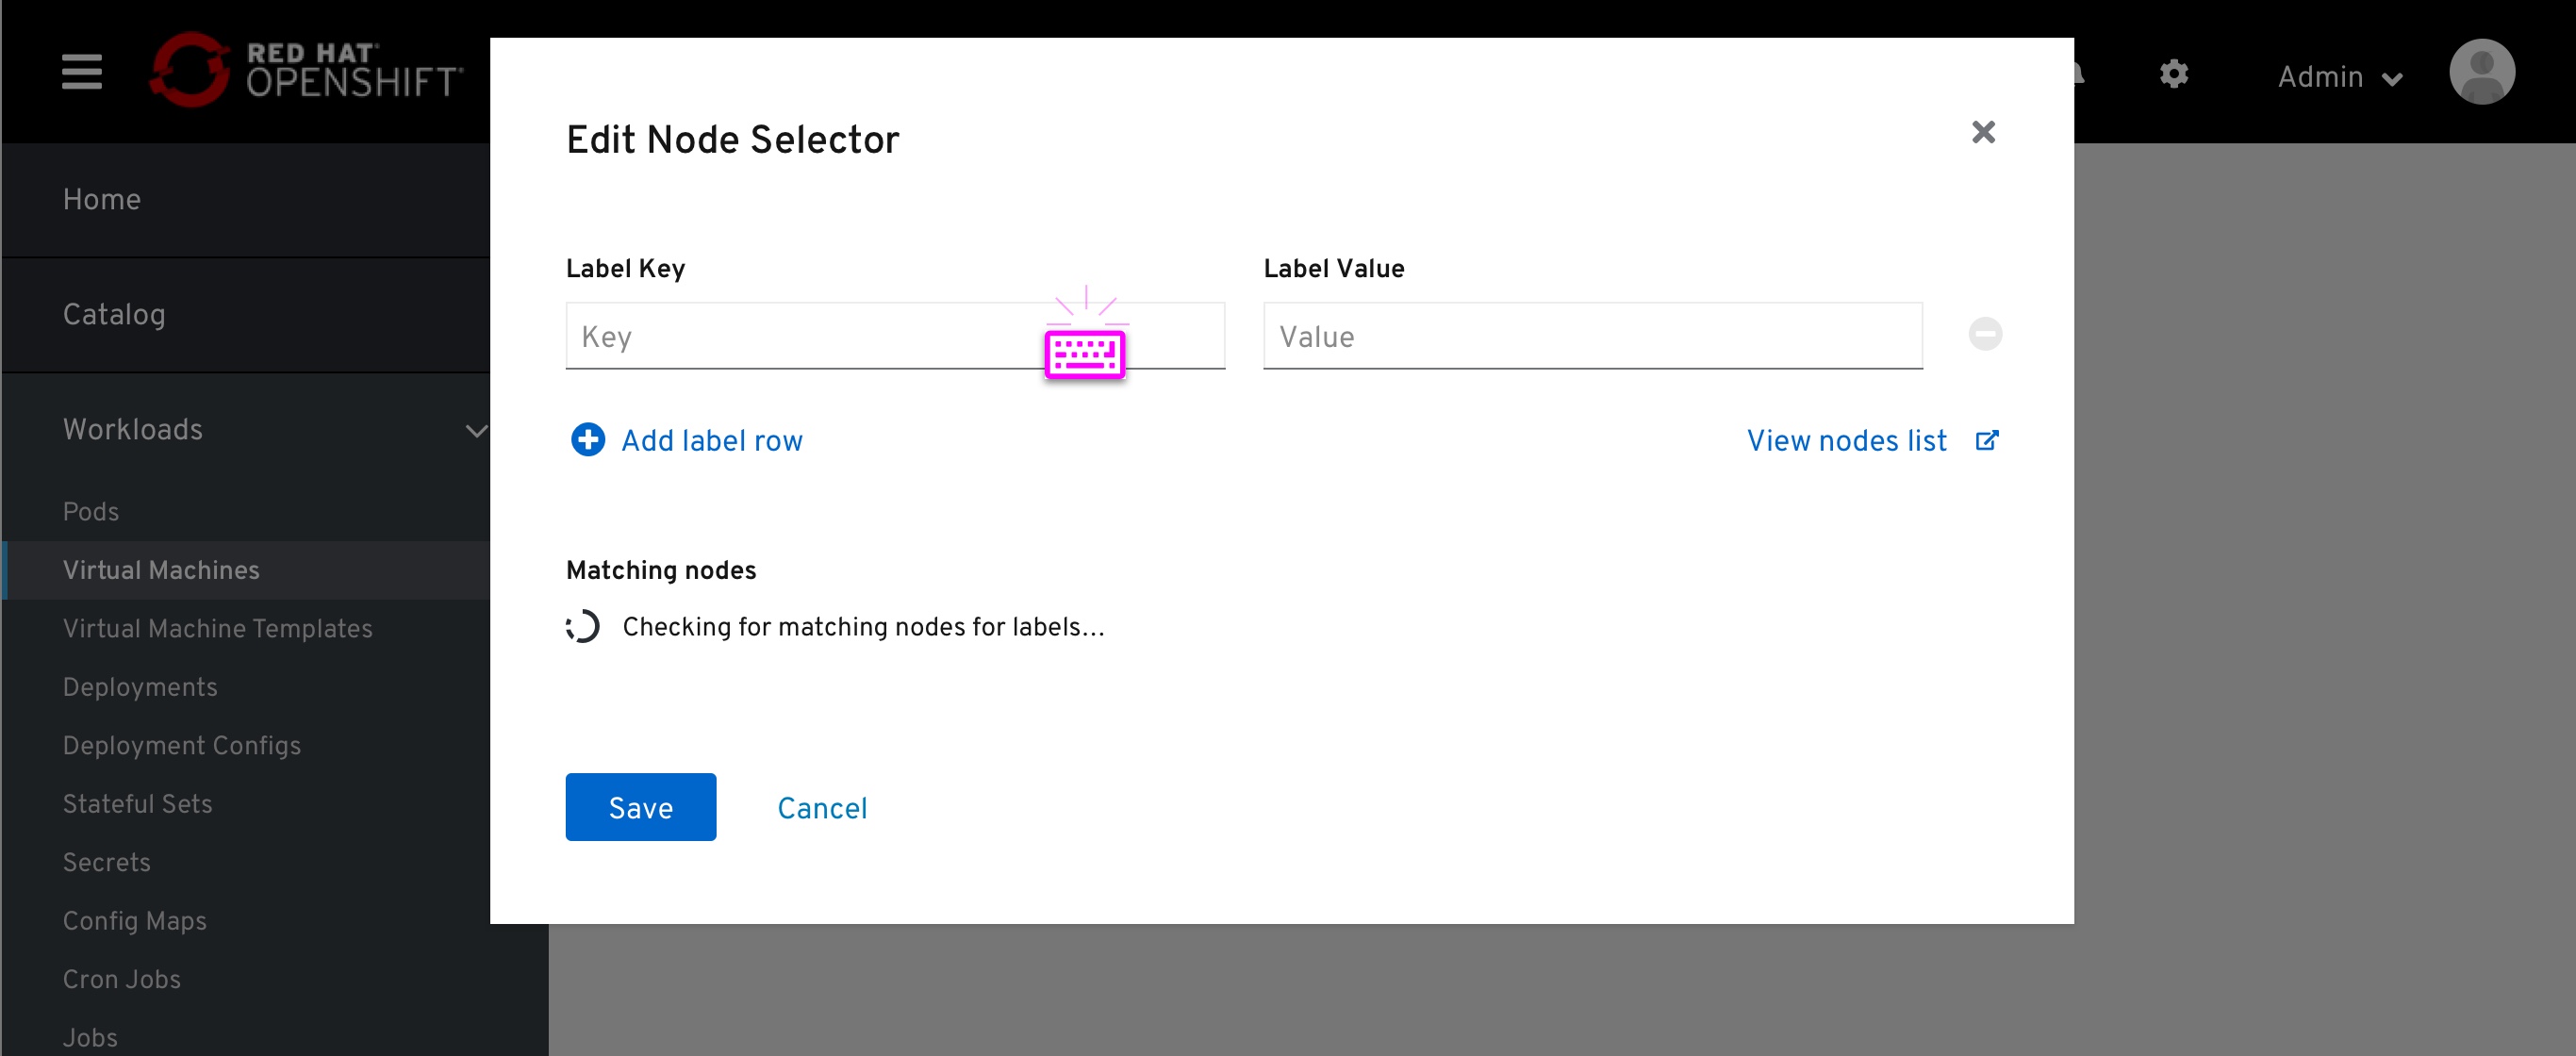 RED HAT
OPENSHIFT
Admin
Home
Catalog
Workloads
Pods
Virtual Machines
Virtual Machine Templates
Deployments
Deployment Configs
Stateful Sets
Secrets
Config Maps
Cron Jobs
Jobs
Edit Node Selector
Label Key
Label Value
Key
Value
Add label row
View nodes list
Matching nodes
Checking for matching nodes for labels...
Save
Cancel